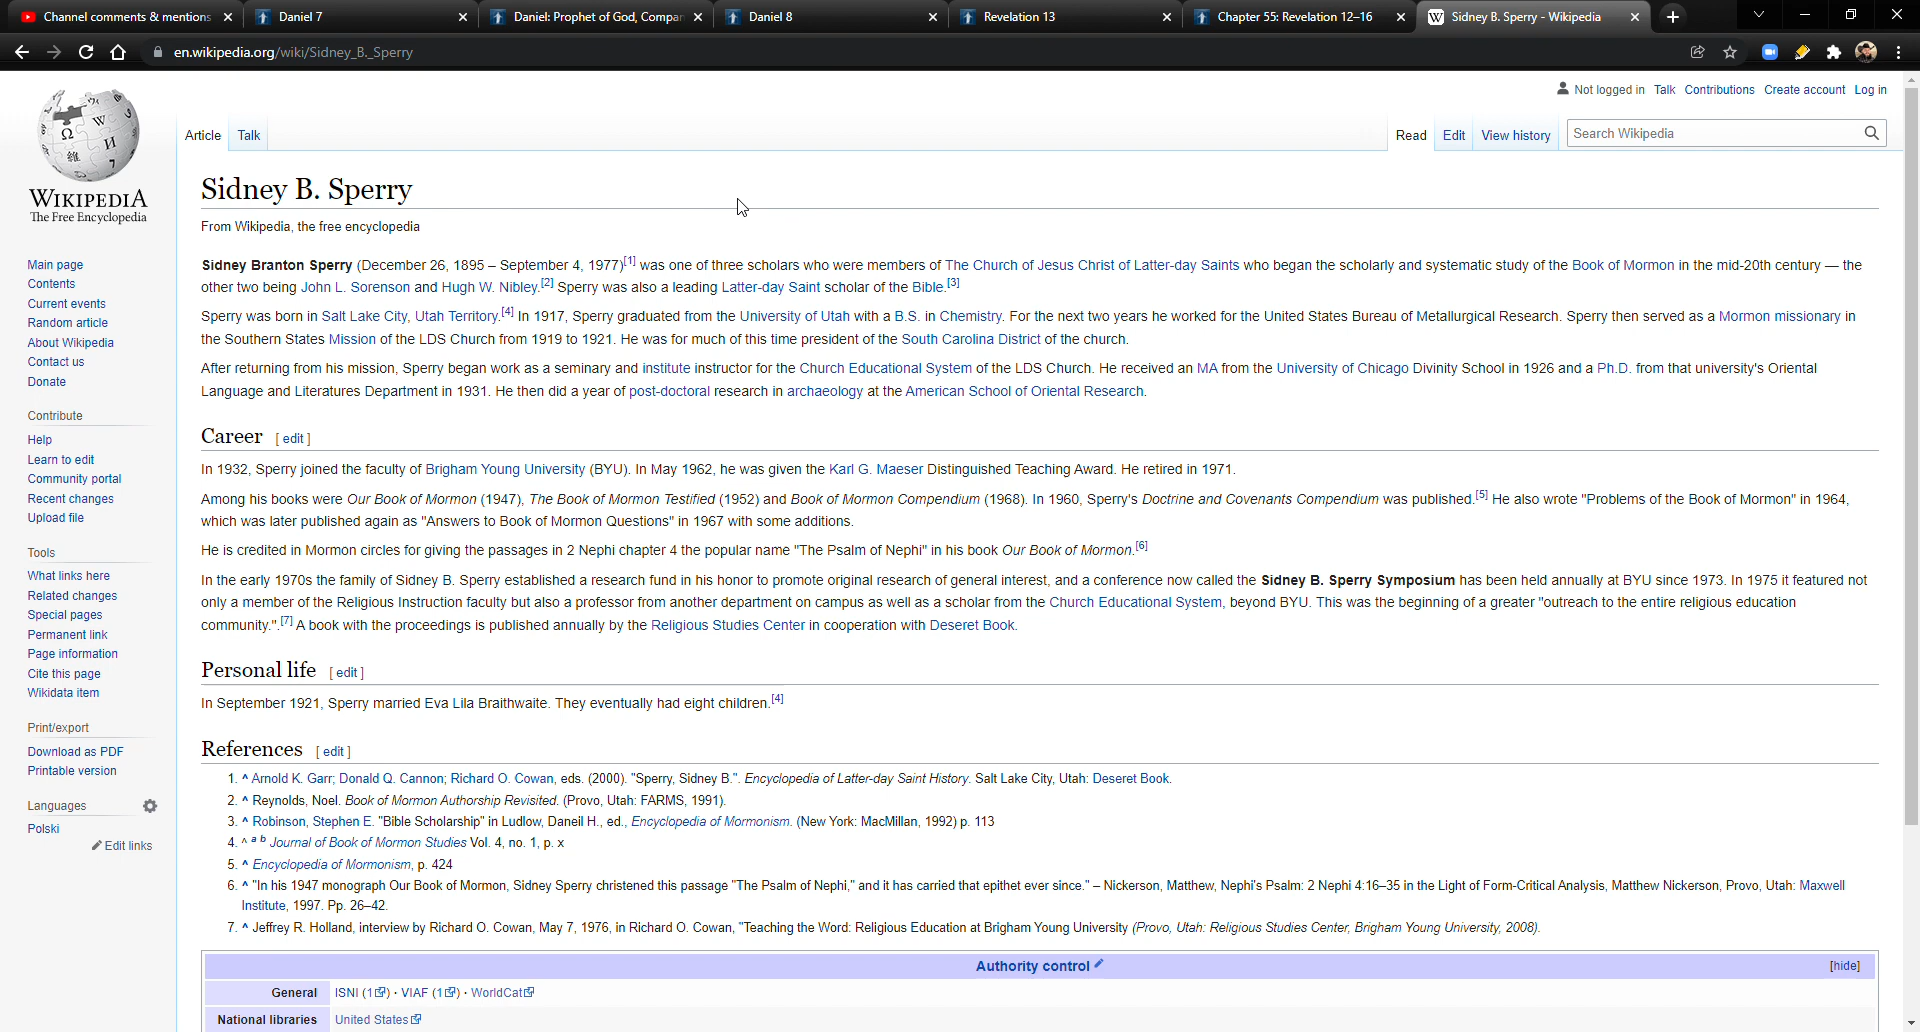 Channel comments & mentions
Daniel 7
Daniel: Prophet of God, Compan
Daniel 8
Revelation 13
Chapter 55: Revelation 12–16
Sidney B. Sperry - Wikipedia
en.wikipedia.org/wiki/Sidney_B._Sperry
Not logged in Talk Contributions Create account Log in
Article Talk Read Edit View history Search Wikipedia
WIKIPEDIA
The Free Encyclopedia
Main page
Contents
Current events
Random article
About Wikipedia
Contact us
Donate
Contribute
Help
Learn to edit
Community portal
Recent changes
Upload file
Tools
What links here
Related changes
Special pages
Permanent link
Page information
Cite this page
Wikidata item
Print/export
Download as PDF
Printable version
Languages
Polski
Edit links
Sidney B. Sperry
From Wikipedia, the free encyclopedia
Sidney Branton Sperry (December 26, 1895 – September 4, 1977)[1] was one of three scholars who were members of The Church of Jesus Christ of Latter-day Saints who began the scholarly and systematic study of the Book of Mormon in the mid-20th century — the
other two being John L. Sorenson and Hugh W. Nibley.[2] Sperry was also a leading Latter-day Saint scholar of the Bible.[3]
Sperry was born in Salt Lake City, Utah Territory.[4] In 1917, Sperry graduated from the University of Utah with a B.S. in Chemistry. For the next two years he worked for the United States Bureau of Metallurgical Research. Sperry then served as a Mormon missionary in
the Southern States Mission of the LDS Church from 1919 to 1921. He was for much of this time president of the South Carolina District of the church.
After returning from his mission, Sperry began work as a seminary and institute instructor for the Church Educational System of the LDS Church. He received an MA from the University of Chicago Divinity School in 1926 and a Ph.D. from that university's Oriental
Language and Literatures Department in 1931. He then did a year of post-doctoral research in archaeology at the American School of Oriental Research.
Career [ edit ]
In 1932, Sperry joined the faculty of Brigham Young University (BYU). In May 1962, he was given the Karl G. Maeser Distinguished Teaching Award. He retired in 1971.
Among his books were Our Book of Mormon (1947), The Book of Mormon Testified (1952) and Book of Mormon Compendium (1968). In 1960, Sperry's Doctrine and Covenants Compendium was published.[5] He also wrote "Problems of the Book of Mormon" in 1964,
which was later published again as "Answers to Book of Mormon Questions" in 1967 with some additions.
He is credited in Mormon circles for giving the passages in 2 Nephi chapter 4 the popular name "The Psalm of Nephi" in his book Our Book of Mormon.[6]
In the early 1970s the family of Sidney B. Sperry established a research fund in his honor to promote original research of general interest, and a conference now called the Sidney B. Sperry Symposium has been held annually at BYU since 1973. In 1975 it featured not
only a member of the Religious Instruction faculty but also a professor from another department on campus as well as a scholar from the Church Educational System, beyond BYU. This was the beginning of a greater "outreach to the entire religious education
community.".[7] A book with the proceedings is published annually by the Religious Studies Center in cooperation with Deseret Book.
Personal life [ edit ]
In September 1921, Sperry married Eva Lila Braithwaite. They eventually had eight children.[4]
References [ edit ]
1. ^ Arnold K. Garr; Donald Q. Cannon; Richard O. Cowan, eds. (2000). "Sperry, Sidney B.". Encyclopedia of Latter-day Saint History. Salt Lake City, Utah: Deseret Book.
2. ^ Reynolds, Noel. Book of Mormon Authorship Revisited. (Provo, Utah: FARMS, 1991).
3. ^ Robinson, Stephen E. "Bible Scholarship" in Ludlow, Daneil H., ed., Encyclopedia of Mormonism. (New York: MacMillan, 1992) p. 113
4. ^ a b Journal of Book of Mormon Studies Vol. 4, no. 1, p. x
5. ^ Encyclopedia of Mormonism, p. 424
6. ^ "In his 1947 monograph Our Book of Mormon, Sidney Sperry christened this passage "The Psalm of Nephi," and it has carried that epithet ever since." – Nickerson, Matthew, Nephi's Psalm: 2 Nephi 4:16–35 in the Light of Form-Critical Analysis, Matthew Nickerson, Provo, Utah: Maxwell
Institute, 1997. Pp. 26–42.
7. ^ Jeffrey R. Holland, interview by Richard O. Cowan, May 7, 1976, in Richard O. Cowan, "Teaching the Word: Religious Education at Brigham Young University (Provo, Utah: Religious Studies Center, Brigham Young University, 2008).
Authority control [hide]
General ISNI (1) · VIAF (1) · WorldCat
National libraries United States